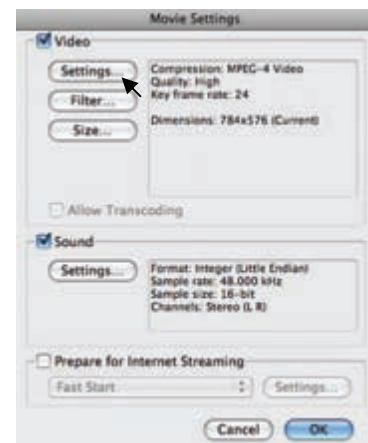 Movie Settings
Video
Settings...
Filter...
Size...
Compression: MPEG-4 Video
Quality: High
Key frame rate: 24
Dimensions: 784x576 (Current)
Allow Transcoding
Sound
Settings...
Format: Integer (Little Endian)
Sample rate: 48.000 kHz
Sample size: 16-bit
Channels: Stereo (L R)
Prepare for Internet Streaming
Fast Start
Settings...
Cancel
OK